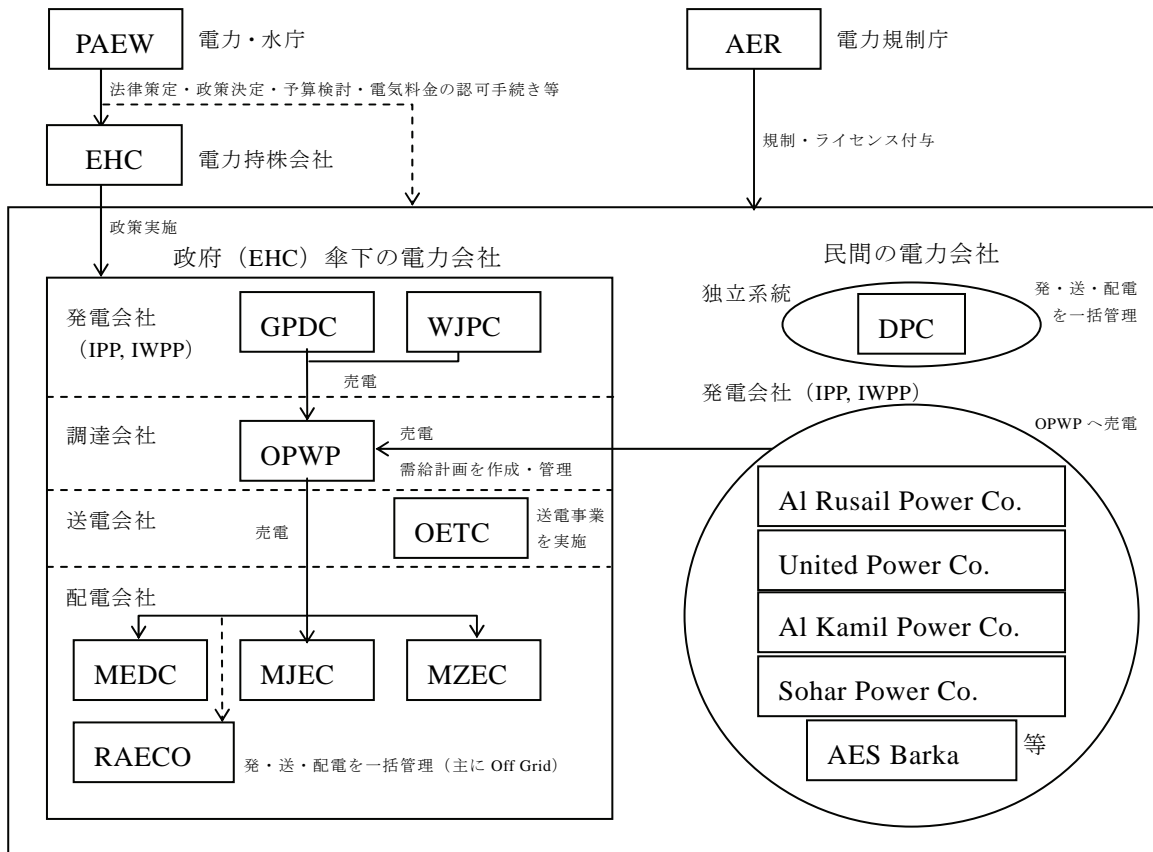 PAEW
電力・水庁
AER
電力規制庁
法律策定・政策決定・予算検討・電気料金の認可手続き等
EHC
電力持株会社
規制・ライセンス付与
政策実施
政府（EHC）傘下の電力会社
民間の電力会社
発電会社
（IPP, IWPP）
GPDC
WJPC
売電
独立系統
DPC
発・送・配電
を一括管理
発電会社（IPP, IWPP）
OPWP へ売電
調達会社
OPWP
売電
需給計画を作成・管理
送電会社
売電
OETC
送電事業
を実施
配電会社
MEDC
MJEC
MZEC
RAECO
発・送・配電を一括管理（主に Off Grid）
Al Rusail Power Co.
United Power Co.
Al Kamil Power Co.
Sohar Power Co.
AES Barka
等